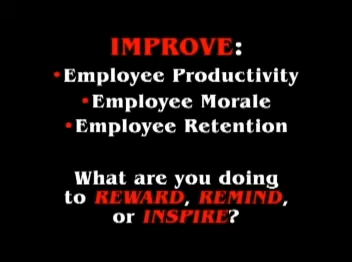 IMPROVE:
•Employee Productivity
•Employee Morale
•Employee Retention
What are you doing
to REWARD, REMIND,
or INSPIRE?